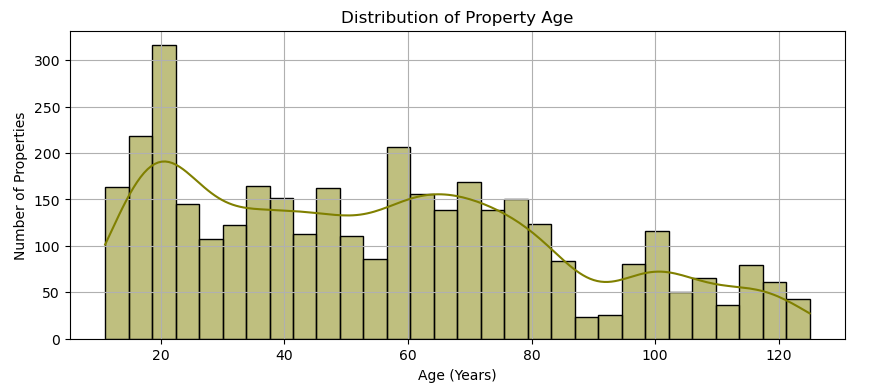 Distribution of Property Age
Number of Properties
300
250
200
150
100
50
0
20 40 60 80 100 120
Age (Years)